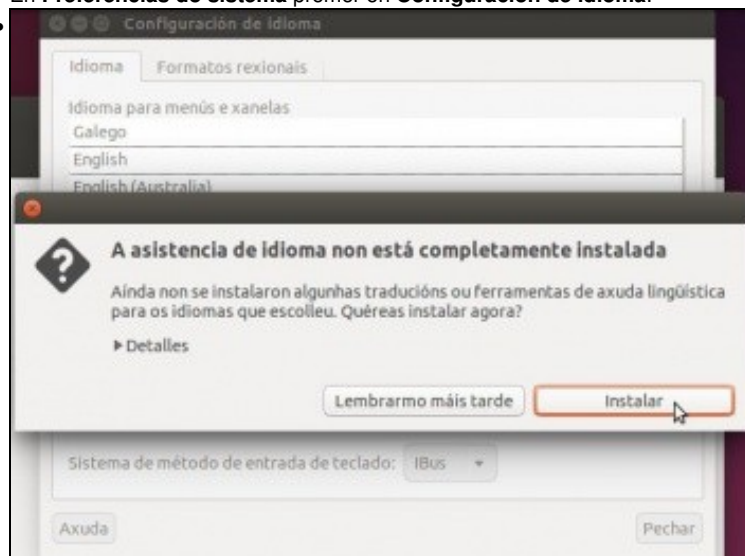 En Preferencias de sistema premer en Configuración de idioma.
Configuración de idioma
Idioma Formatos rexionais
Idioma para menús e xanelas
Galego
English
English (Australia)
A asistencia de idioma non está completamente instalada
Aínda non se instalaron algunhas traducións ou ferramentas de axuda lingüística
para os idiomas que escolleu. Quéreas instalar agora?
Detalles
Lembrarmo máis tarde Instalar
Sistema de método de entrada de teclado: IBus
Axuda Pechar